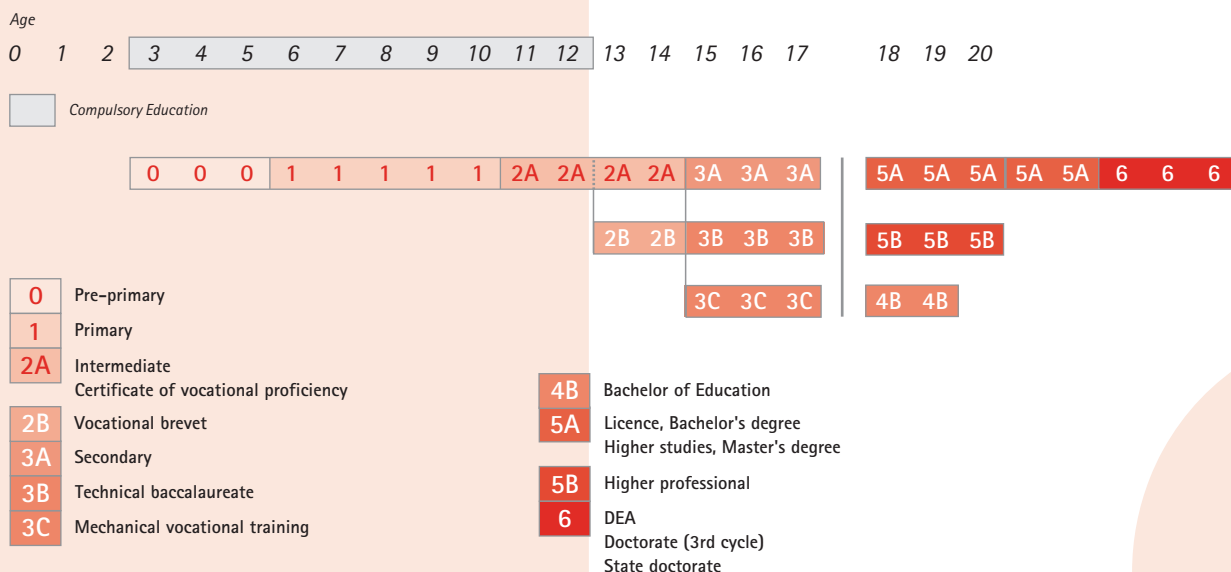 Age
0 1 2 3 4 5 6 7 8 9 10 11 12 13 14 15 16 17 18 19 20
Compulsory Education
0 0 0 1 1 1 1 1 2A 2A 2A 2A 3A 3A 3A 5A 5A 5A 5A 5A 6 6 6
2B 2B 3B 3B 3B 5B 5B 5B
3C 3C 3C 4B 4B
0 Pre-primary
1 Primary
2A Intermediate
Certificate of vocational proficiency
2B Vocational brevet
3A Secondary
3B Technical baccalaureate
3C Mechanical vocational training
4B Bachelor of Education
5A Licence, Bachelor's degree
Higher studies, Master's degree
5B Higher professional
6 DEA
Doctorate (3rd cycle)
State doctorate